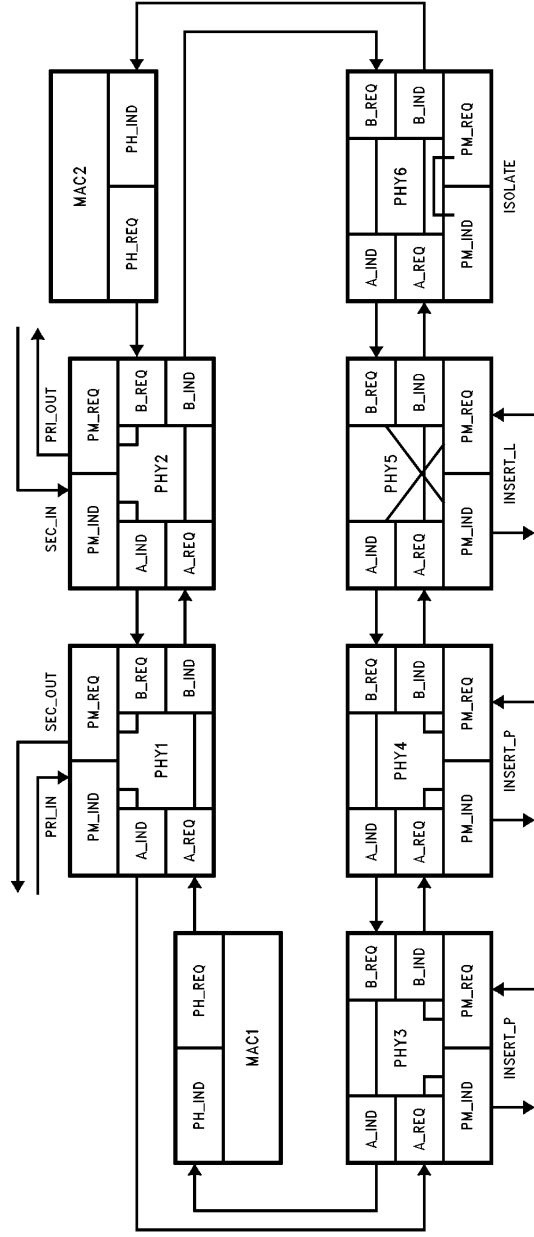 PRI_IN
SEC_OUT
SEC_IN
PRI_OUT
PM_IND
PM_REQ
A_IND
B_REQ
PHY1
A_REQ
B_IND
PM_IND
PM_REQ
A_IND
B_REQ
PHY2
A_REQ
B_IND
MAC2
PH_REQ
PH_IND
PH_IND
PH_REQ
MAC1
A_IND
B_REQ
PHY3
A_REQ
B_IND
PM_IND
PM_REQ
INSERT_P
A_IND
B_REQ
PHY4
A_REQ
B_IND
PM_IND
PM_REQ
INSERT_P
A_IND
B_REQ
PHY5
A_REQ
B_IND
PM_IND
PM_REQ
INSERT_L
A_IND
B_REQ
PHY6
A_REQ
B_IND
PM_IND
PM_REQ
ISOLATE